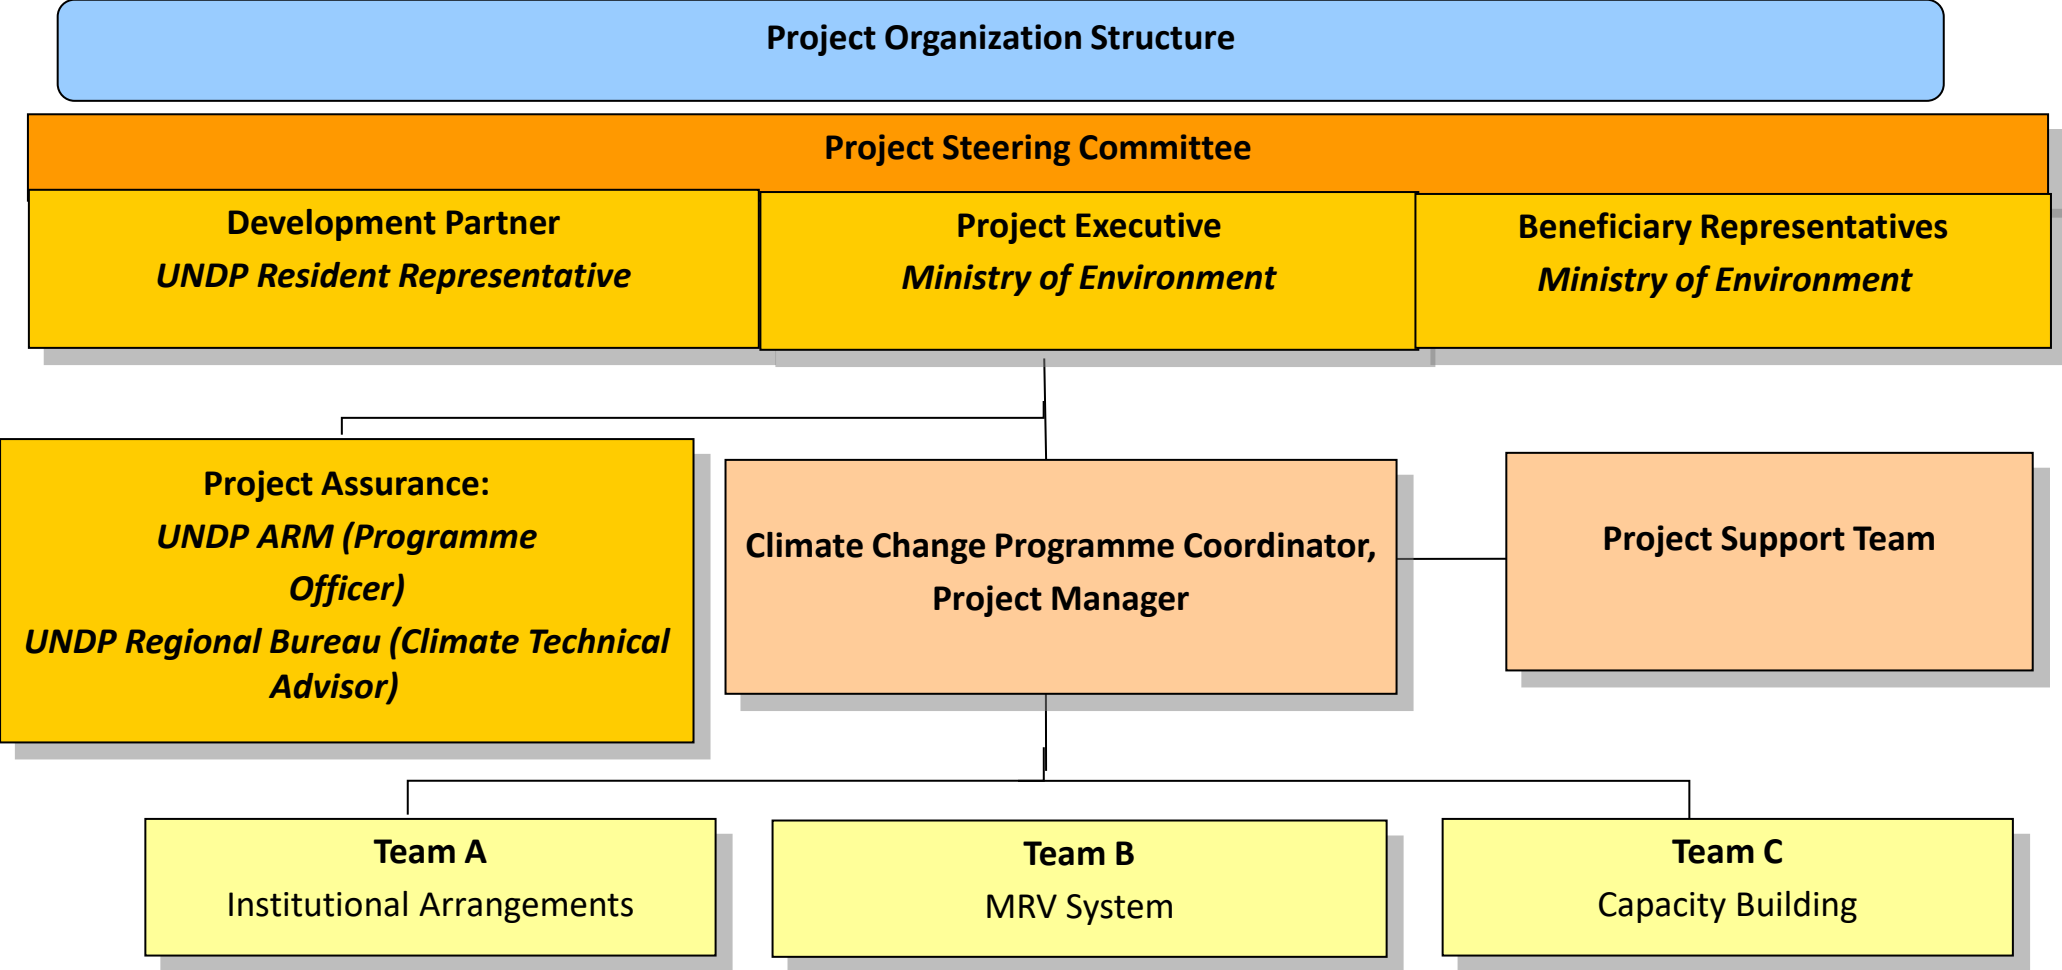 Project Organization Structure
Project Steering Committee
Development Partner
UNDP Resident Representative
Project Executive
Ministry of Environment
Beneficiary Representatives
Ministry of Environment
Project Assurance:
UNDP ARM (Programme
Officer)
UNDP Regional Bureau (Climate Technical
Advisor)
Climate Change Programme Coordinator,
Project Manager
Project Support Team
Team A
Institutional Arrangements
Team B
MRV System
Team C
Capacity Building